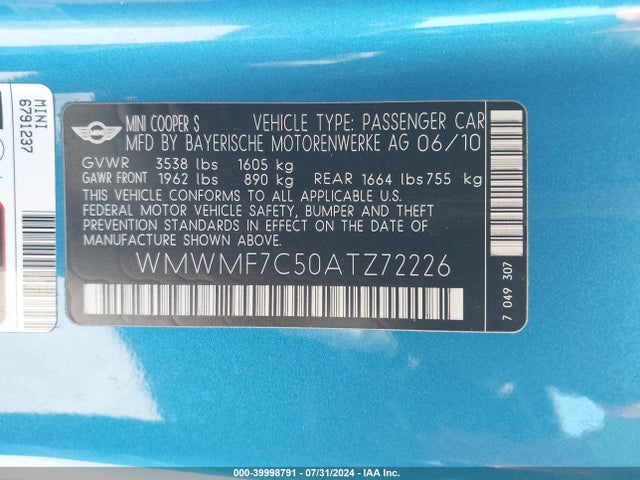 MINI
6791237
MINI
MINI COOPER S VEHICLE TYPE: PASSENGER CAR
MFD BY BAYERISCHE MOTORENWERKE AG 06/10
GVWR 3538 lbs 1605 kg
GAWR FRONT 1962 lbs 890 kg REAR 1664 lbs 755 kg
THIS VEHICLE CONFORMS TO ALL APPLICABLE U.S.
FEDERAL MOTOR VEHICLE SAFETY, BUMPER AND THEFT
PREVENTION STANDARDS IN EFFECT ON THE DATE OF
MANUFACTURE SHOWN ABOVE.
WMWMF7C50ATZ72226
7 049 307
000-39998791 - 07/31/2024 - IAA Inc.